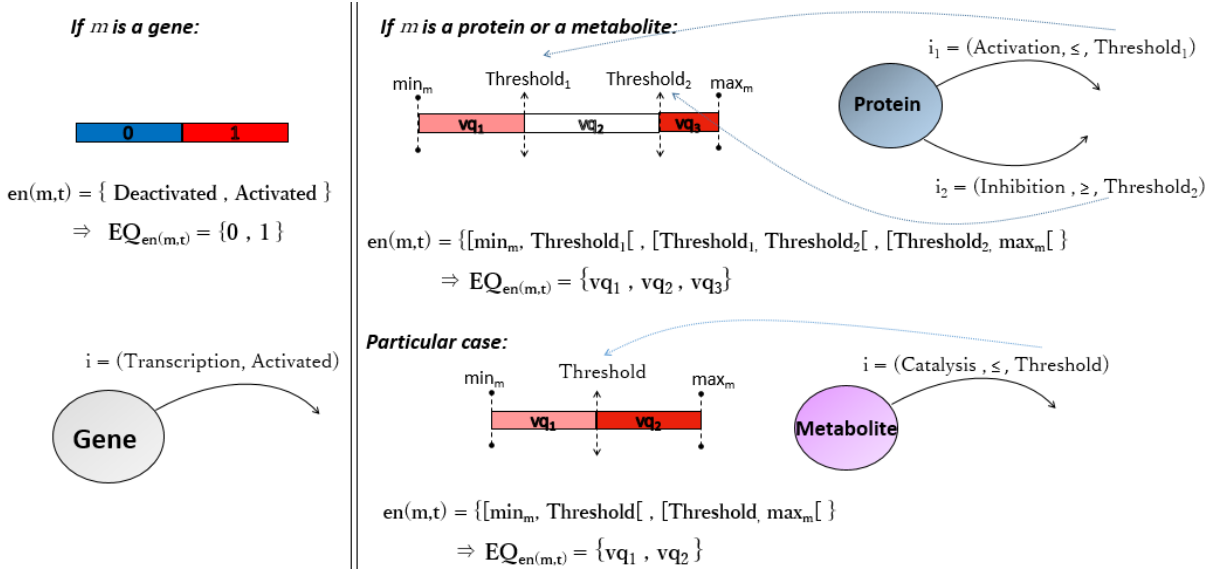 If m is a gene:
0 1
en(m,t) = { Deactivated , Activated }
⇒ EQen(m,t) = {0 , 1 }
i = (Transcription, Activated)
Gene
If m is a protein or a metabolite:
i1 = (Activation, ≤ , Threshold1)
minm Threshold1 Threshold2 maxm
vq1 vq2 vq3
Protein
i2 = (Inhibition , ≥, Threshold2)
en(m,t) = {[minm, Threshold1[ , [Threshold1, Threshold2[ , [Threshold2, maxm[ }
⇒ EQen(m,t) = {vq1 , vq2 , vq3}
Particular case:
i = (Catalysis , ≤ , Threshold)
minm Threshold maxm
vq1 vq2
Metabolite
en(m,t) = {[minm, Threshold[ , [Threshold, maxm[ }
⇒ EQen(m,t) = {vq1 , vq2 }